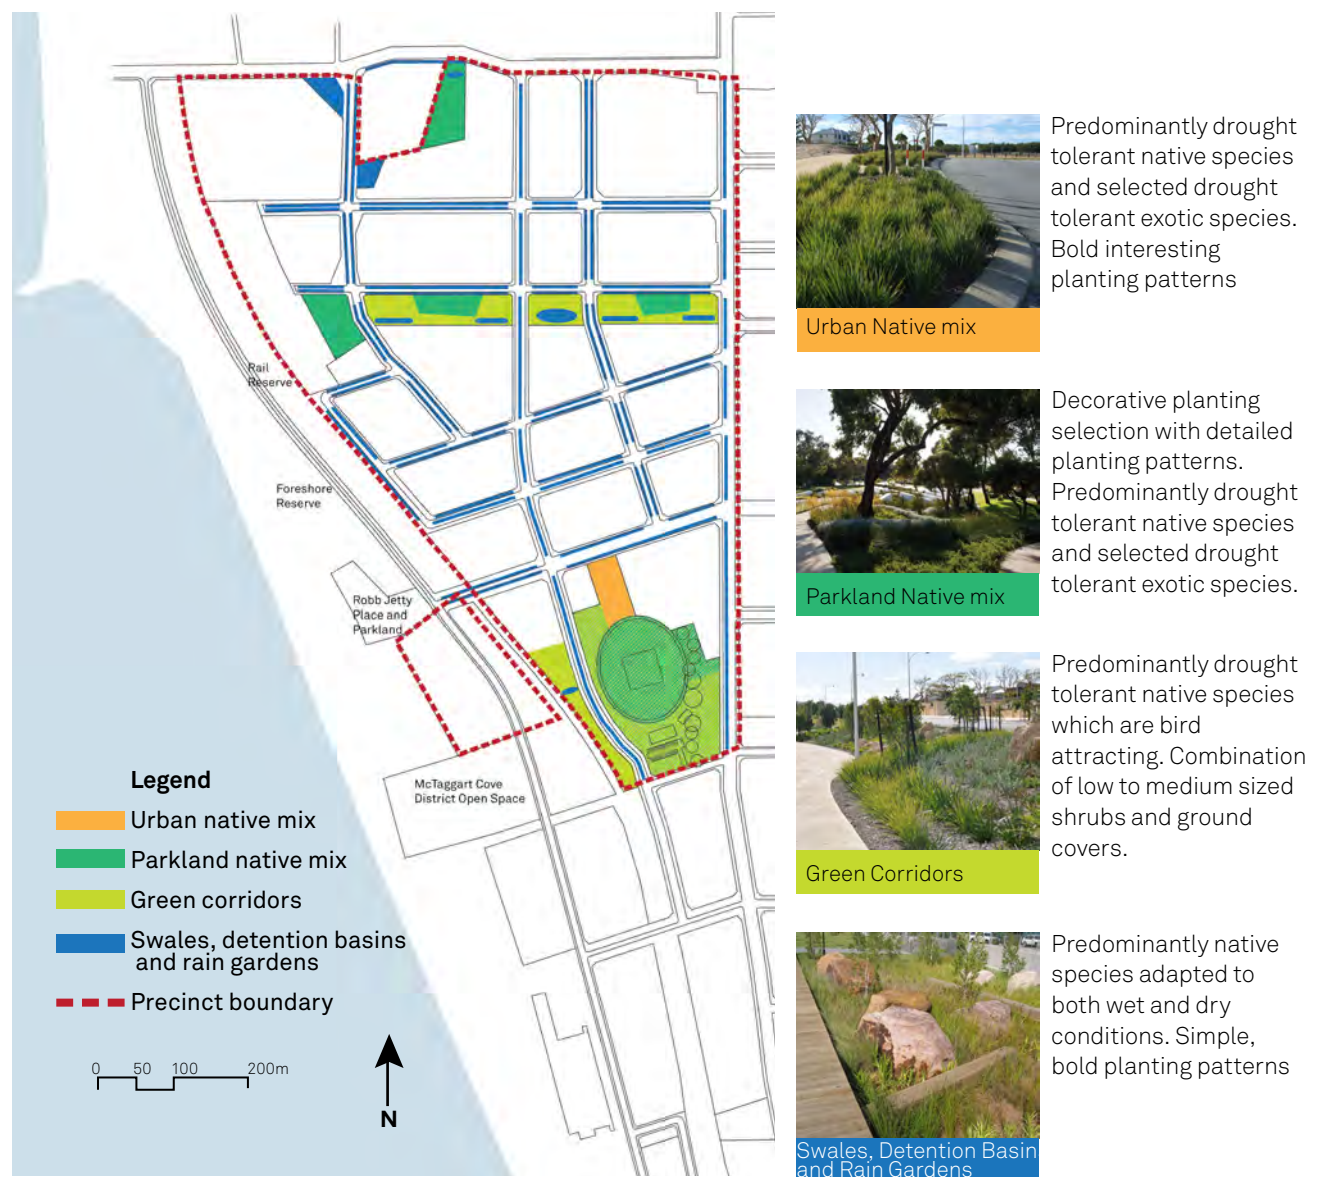 Rail
Reserve
Foreshore
Reserve
Robb Jetty
Place and
Parkland
McTaggart Cove
District Open Space
Legend
Urban native mix
Parkland native mix
Green corridors
Swales, detention basins
and rain gardens
Precinct boundary
0 50 100 200m
N
Predominantly drought
tolerant native species
and selected drought
tolerant exotic species.
Bold interesting
planting patterns
Urban Native mix
Decorative planting
selection with detailed
planting patterns.
Predominantly drought
tolerant native species
and selected drought
tolerant exotic species.
Parkland Native mix
Predominantly drought
tolerant native species
which are bird
attracting. Combination
of low to medium sized
shrubs and ground
covers.
Green Corridors
Predominantly native
species adapted to
both wet and dry
conditions. Simple,
bold planting patterns
Swales, Detention Basin
and Rain Gardens